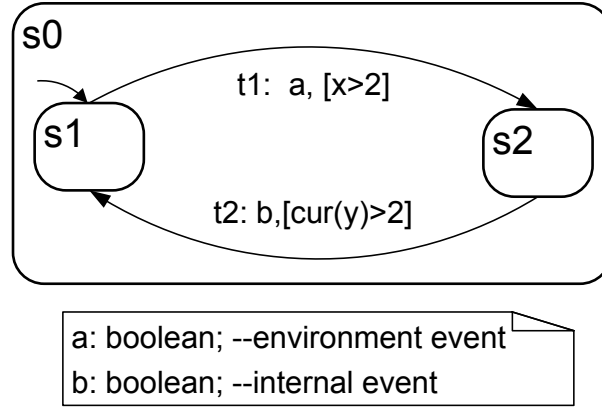 s0
t1: a, [x>2]
s1
s2
t2: b,[cur(y)>2]
a: boolean; --environment event
b: boolean; --internal event